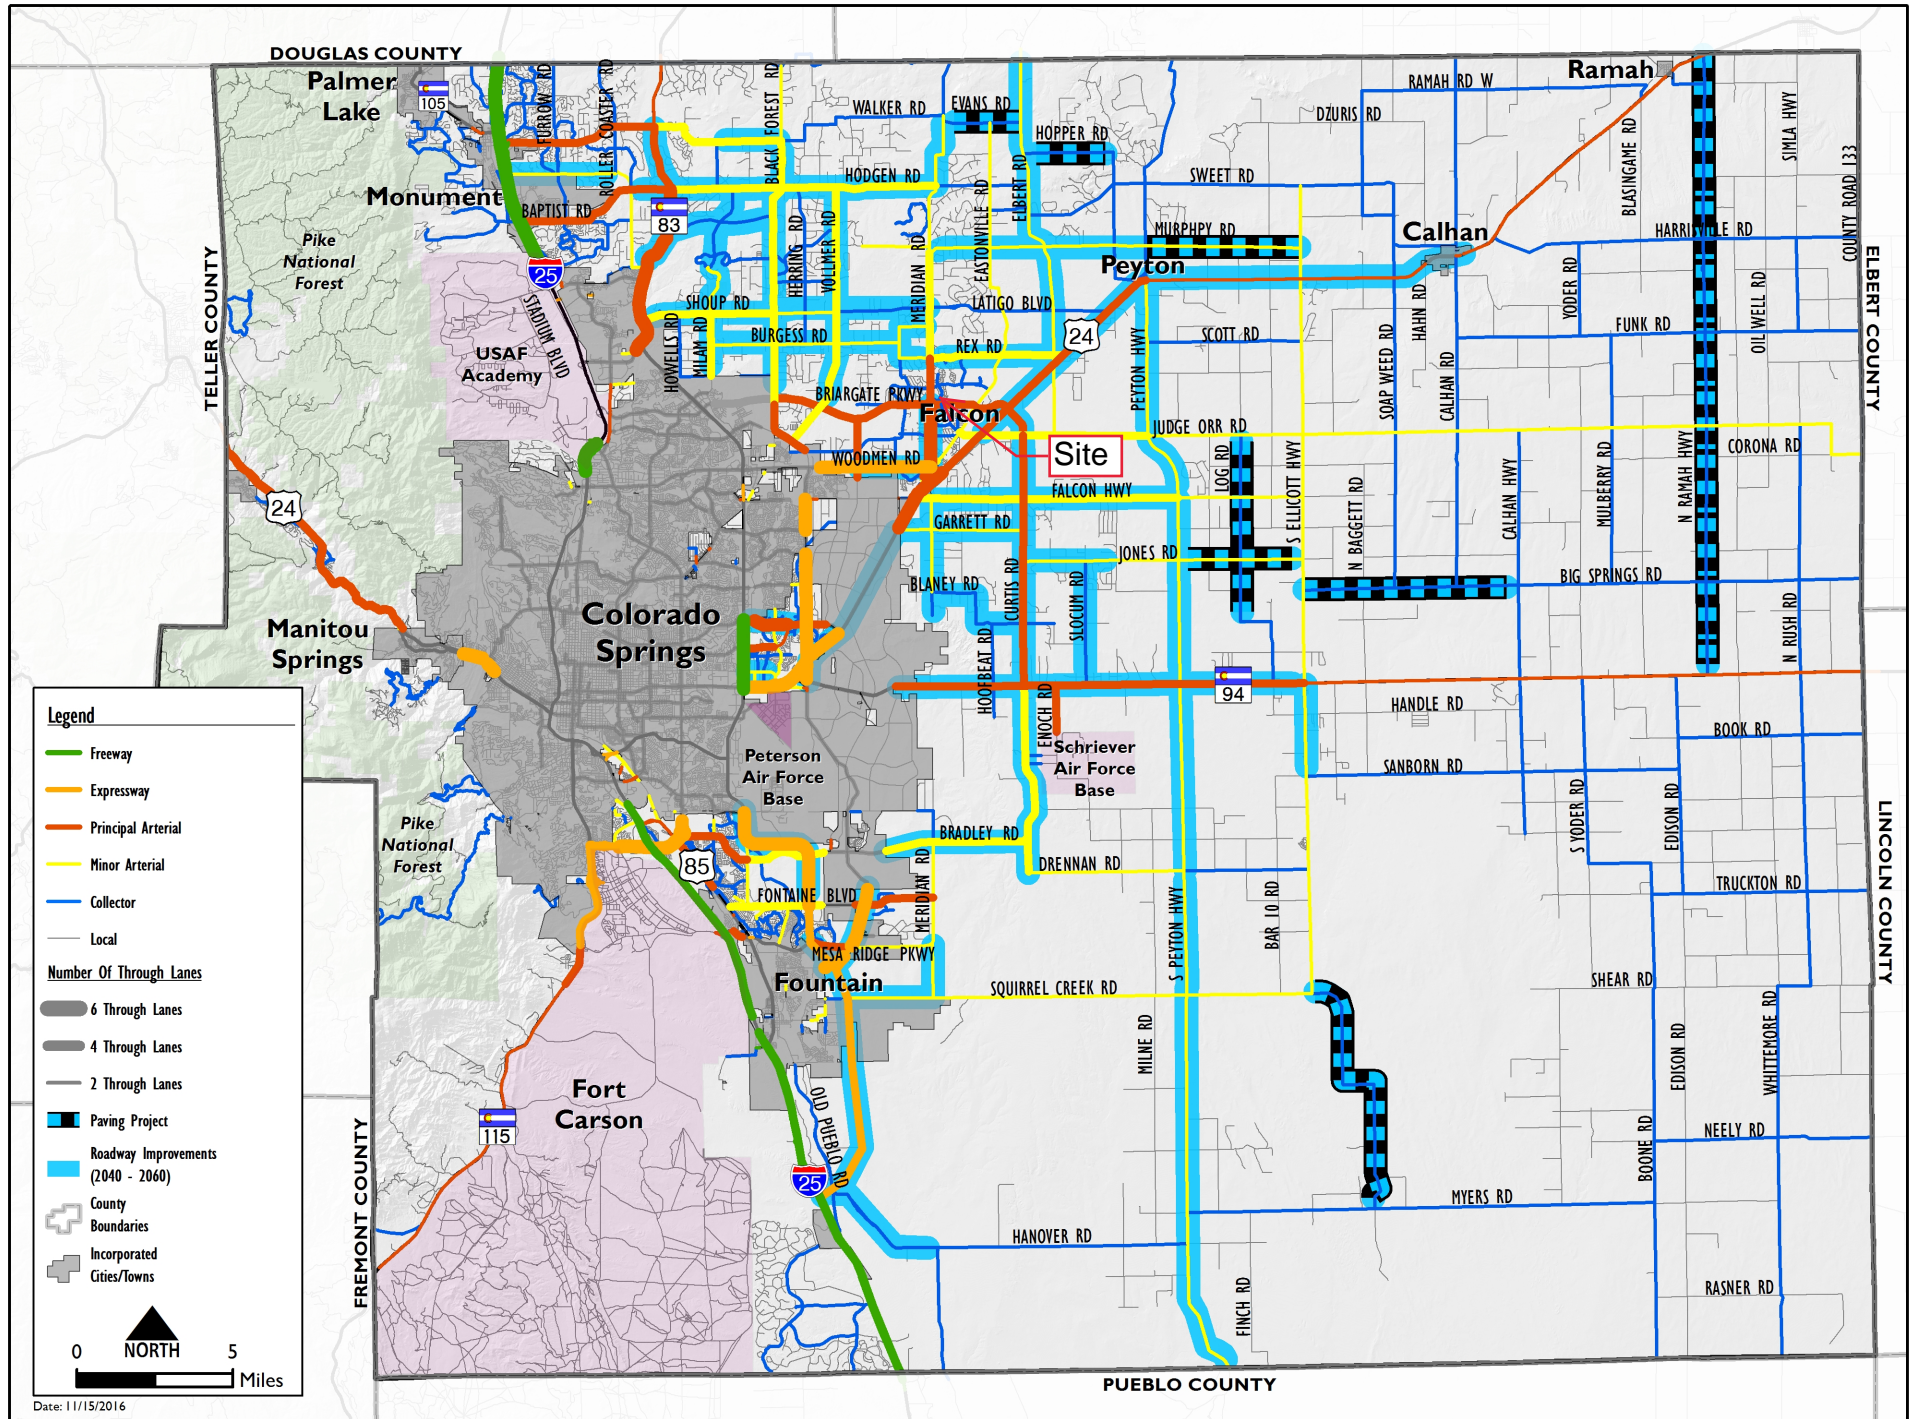 DOUGLAS COUNTY
Palmer
Lake
105
FURROW RD
ROLLER COASTER RD
BLACK FOREST RD
WALKER RD
EVANS RD
HOPPER RD
RAMAH RD W
Ramah
DZURIS RD
BLASINGAME RD
SIMLA HWY
COUNTY ROAD 133
Monument
BAPTIST RD
83
HODGEN RD
ELBERT RD
EASTONVILLE RD
SWEET RD
Pike
National
Forest
HERRING RD
VOLLMER RD
MERIDIAN RD
MURPHPY RD
Calhan
HARRISVILLE RD
TELLER COUNTY
25
STADIUM BLVD
Peyton
YODER RD
OIL WELL RD
ELBERT COUNTY
SHOUP RD
LATIGO BLVD
HAHN RD
USAF
Academy
HOWELLS RD
MILAM RD
BURGESS RD
REX RD
24
PEYTON HWY
SCOTT RD
SOAP WEED RD
CALHAN RD
FUNK RD
BRIARGATE PKWY
Falcon
JUDGE ORR RD
Site
WOODMEN RD
LOG RD
S ELLICOTT HWY
N BAGGETT RD
CALHAN HWY
MULBERRY RD
N RAMAH HWY
CORONA RD
24
FALCON HWY
GARRETT RD
JONES RD
BLANEY RD
CURTIS RD
SLOCUM RD
BIG SPRINGS RD
Manitou
Springs
Colorado
Springs
HOOFBEAT RD
N RUSH RD
94
ENOCH RD
HANDLE RD
BOOK RD
Peterson
Air Force
Base
Schriever
Air Force
Base
SANBORN RD
S YODER RD
EDISON RD
LINCOLN COUNTY
Pike
National
Forest
85
BRADLEY RD
DRENNAN RD
MERIDIAN RD
FONTAINE BLVD
TRUCKTON RD
S PEYTON HWY
BAR 10 RD
MESA RIDGE PKWY
Fountain
SQUIRREL CREEK RD
SHEAR RD
MILNE RD
EDISON RD
WHITTEMORE RD
Fort
Carson
115
OLD PUEBLO RD
BOONE RD
NEELY RD
25
MYERS RD
FREMONT COUNTY
HANOVER RD
FINCH RD
RASNER RD
PUEBLO COUNTY
Legend
Freeway
Expressway
Principal Arterial
Minor Arterial
Collector
Local
Number Of Through Lanes
6 Through Lanes
4 Through Lanes
2 Through Lanes
Paving Project
Roadway Improvements
(2040 - 2060)
County
Boundaries
Incorporated
Cities/Towns
NORTH
0 5
Miles
Date: 11/15/2016